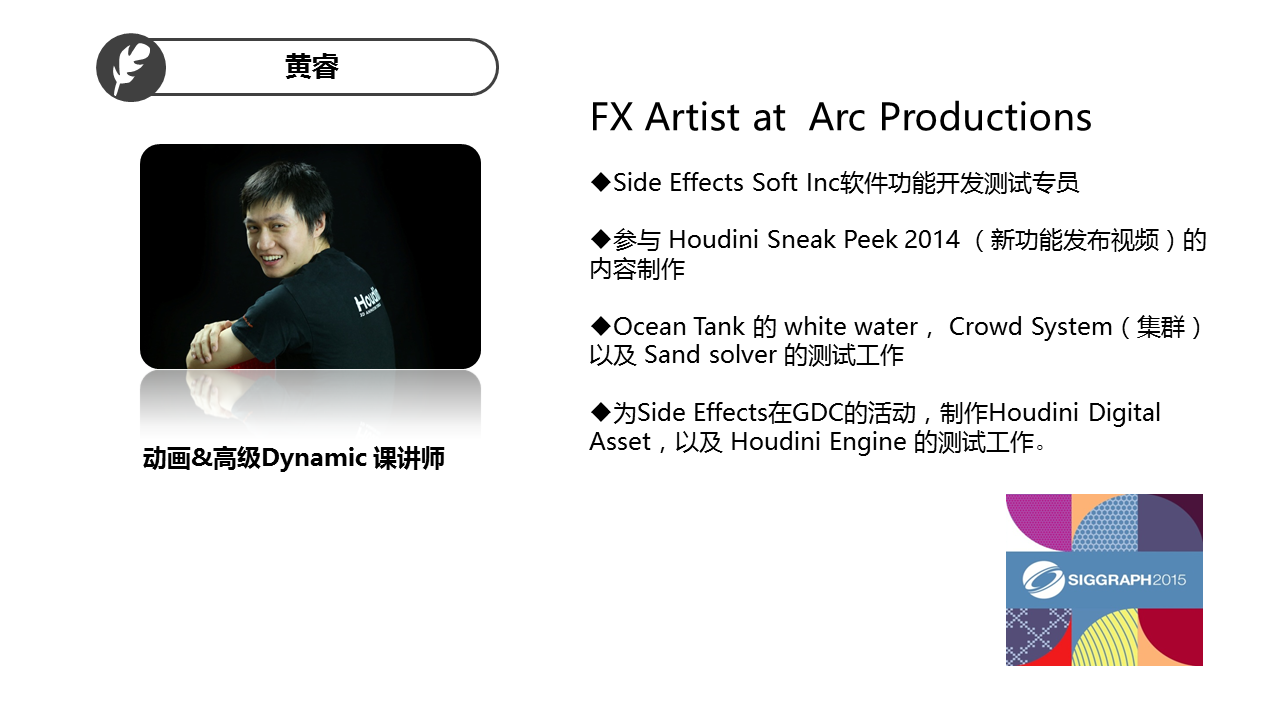 黄睿
FX Artist at  Arc Productions
◆Side Effects Soft Inc软件功能开发测试专员
◆参与 Houdini Sneak Peek 2014 （新功能发布视频）的
内容制作
◆Ocean Tank 的 white water， Crowd System（集群）
以及 Sand solver 的测试工作
◆为Side Effects在GDC的活动，制作Houdini Digital
Asset，以及 Houdini Engine 的测试工作。
动画&高级Dynamic 课讲师
SIGGRAPH2015